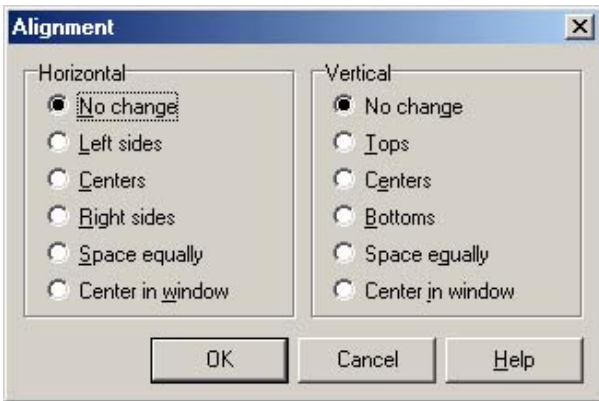 Alignment
Horizontal
No change
Left sides
Centers
Right sides
Space equally
Center in window
Vertical
No change
Tops
Centers
Bottoms
Space equally
Center in window
OK
Cancel
Help